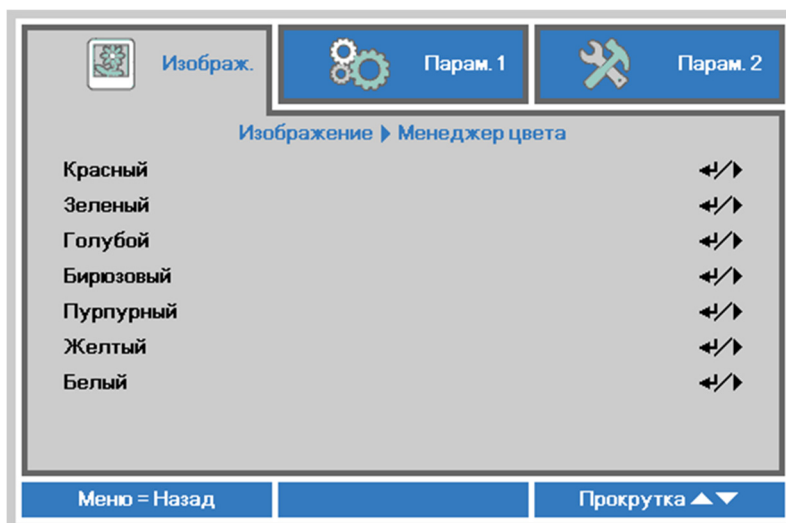 Изображ. Парам. 1 Парам. 2
Изображение Менеджер цвета
Красный
Зеленый
Голубой
Бирюзовый
Пурпурный
Желтый
Белый
Меню = Назад Прокрутка